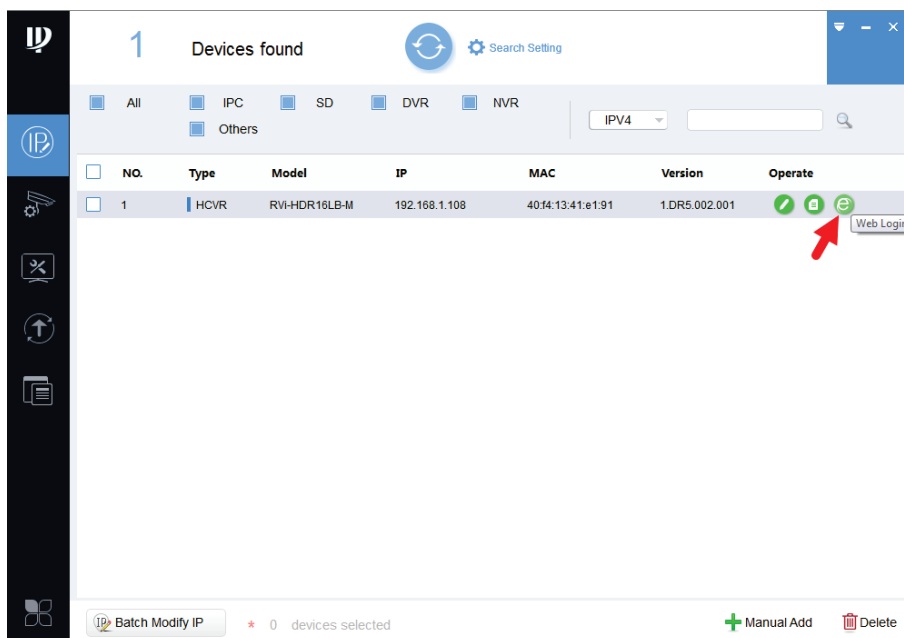 1 Devices found Search Setting
All IPC SD DVR NVR
Others
IPV4
NO. Type Model IP MAC Version Operate
1 HCVR RVi-HDR16LB-M 192.168.1.108 40:f4:13:41:e1:91 1.DR5.002.001
Web Login
IP Batch Modify IP * 0 devices selected Manual Add Delete